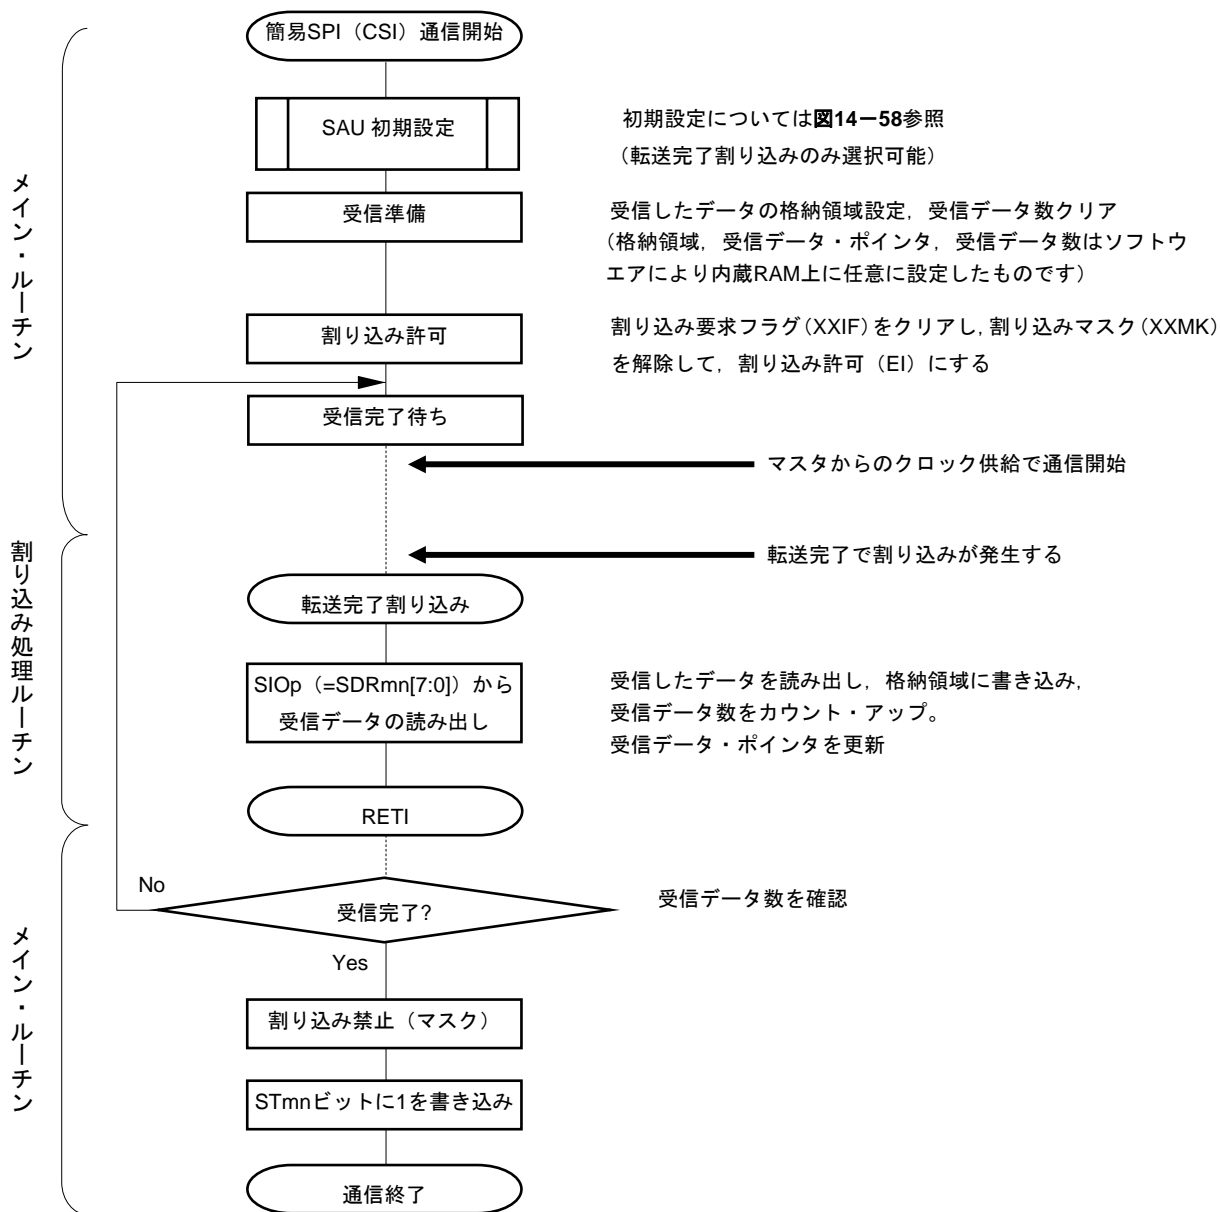 簡易SPI（CSI）通信開始
SAU 初期設定
初期設定については図14－58参照
（転送完了割り込みのみ選択可能）
メイン・ルーチン
受信準備
受信したデータの格納領域設定，受信データ数クリア
（格納領域，受信データ・ポインタ，受信データ数はソフトウ
エアにより内蔵RAM上に任意に設定したものです）
割り込み許可
割り込み要求フラグ（XXIF）をクリアし，割り込みマスク（XXMK）
を解除して，割り込み許可（EI）にする
受信完了待ち
マスタからのクロック供給で通信開始
転送完了で割り込みが発生する
割り込み処理ルーチン
転送完了割り込み
SIOp（=SDRmn[7:0]）から
受信データの読み出し
受信したデータを読み出し，格納領域に書き込み，
受信データ数をカウント・アップ。
受信データ・ポインタを更新
RETI
No
受信完了?
受信データ数を確認
Yes
メイン・ルーチン
割り込み禁止（マスク）
STmnビットに1を書き込み
通信終了